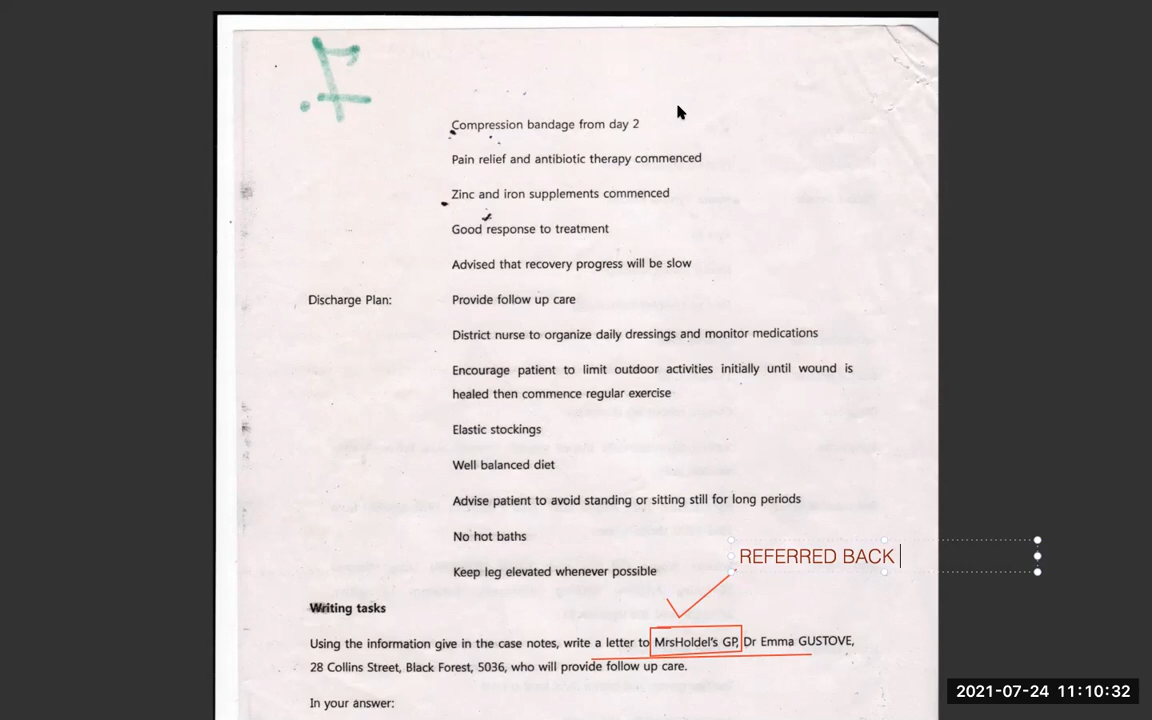 7.
Compression bandage from day 2
Pain relief and antibiotic therapy commenced
Zinc and iron supplements commenced
Good response to treatment
Advised that recovery progress will be slow
Discharge Plan: Provide follow up care
District nurse to organize daily dressings and monitor medications
Encourage patient to limit outdoor activities initially until wound is
healed then commence regular exercise
Elastic stockings
Well balanced diet
Advise patient to avoid standing or sitting still for long periods
No hot baths
REFERRED BACK
Keep leg elevated whenever possible
Writing tasks
Using the information give in the case notes, write a letter to MrsHoldel's GP, Dr Emma GUSTOVE,
28 Collins Street, Black Forest, 5036, who will provide follow up care.
In your answer:
2021-07-24 11:10:32